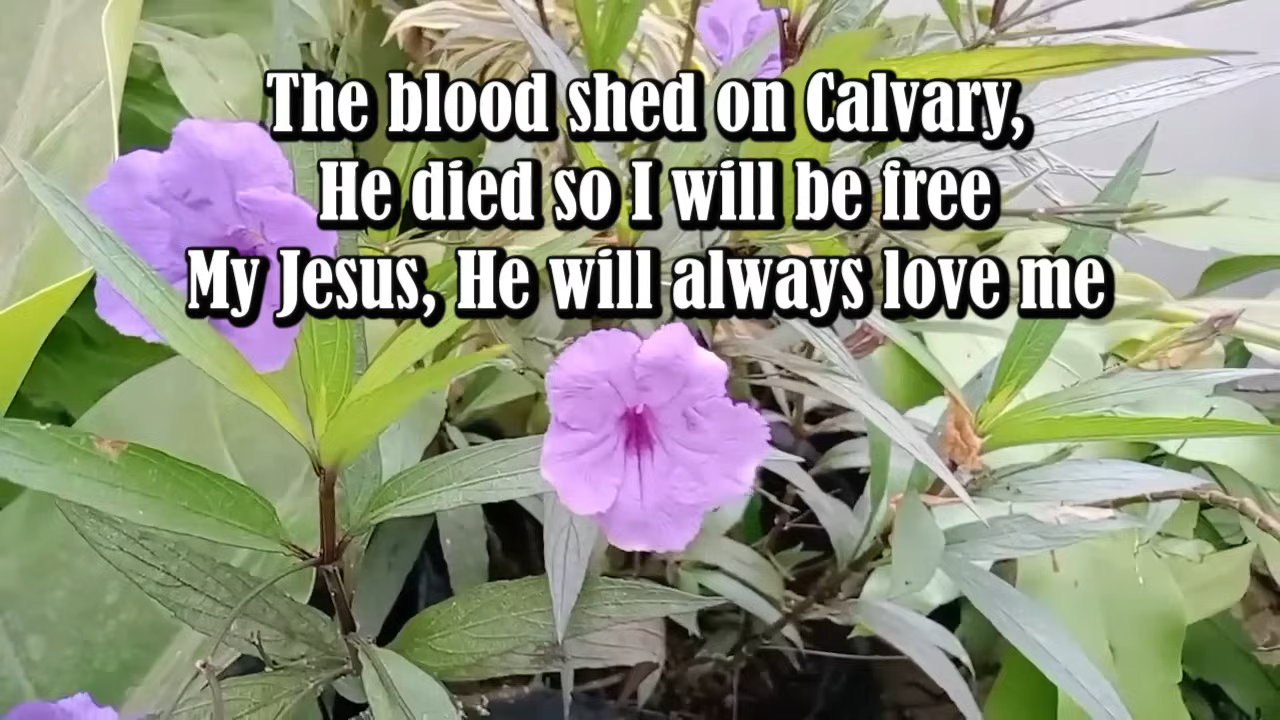 The blood shed on Calvary,
He died so I will be free
My Jesus, He will always love me